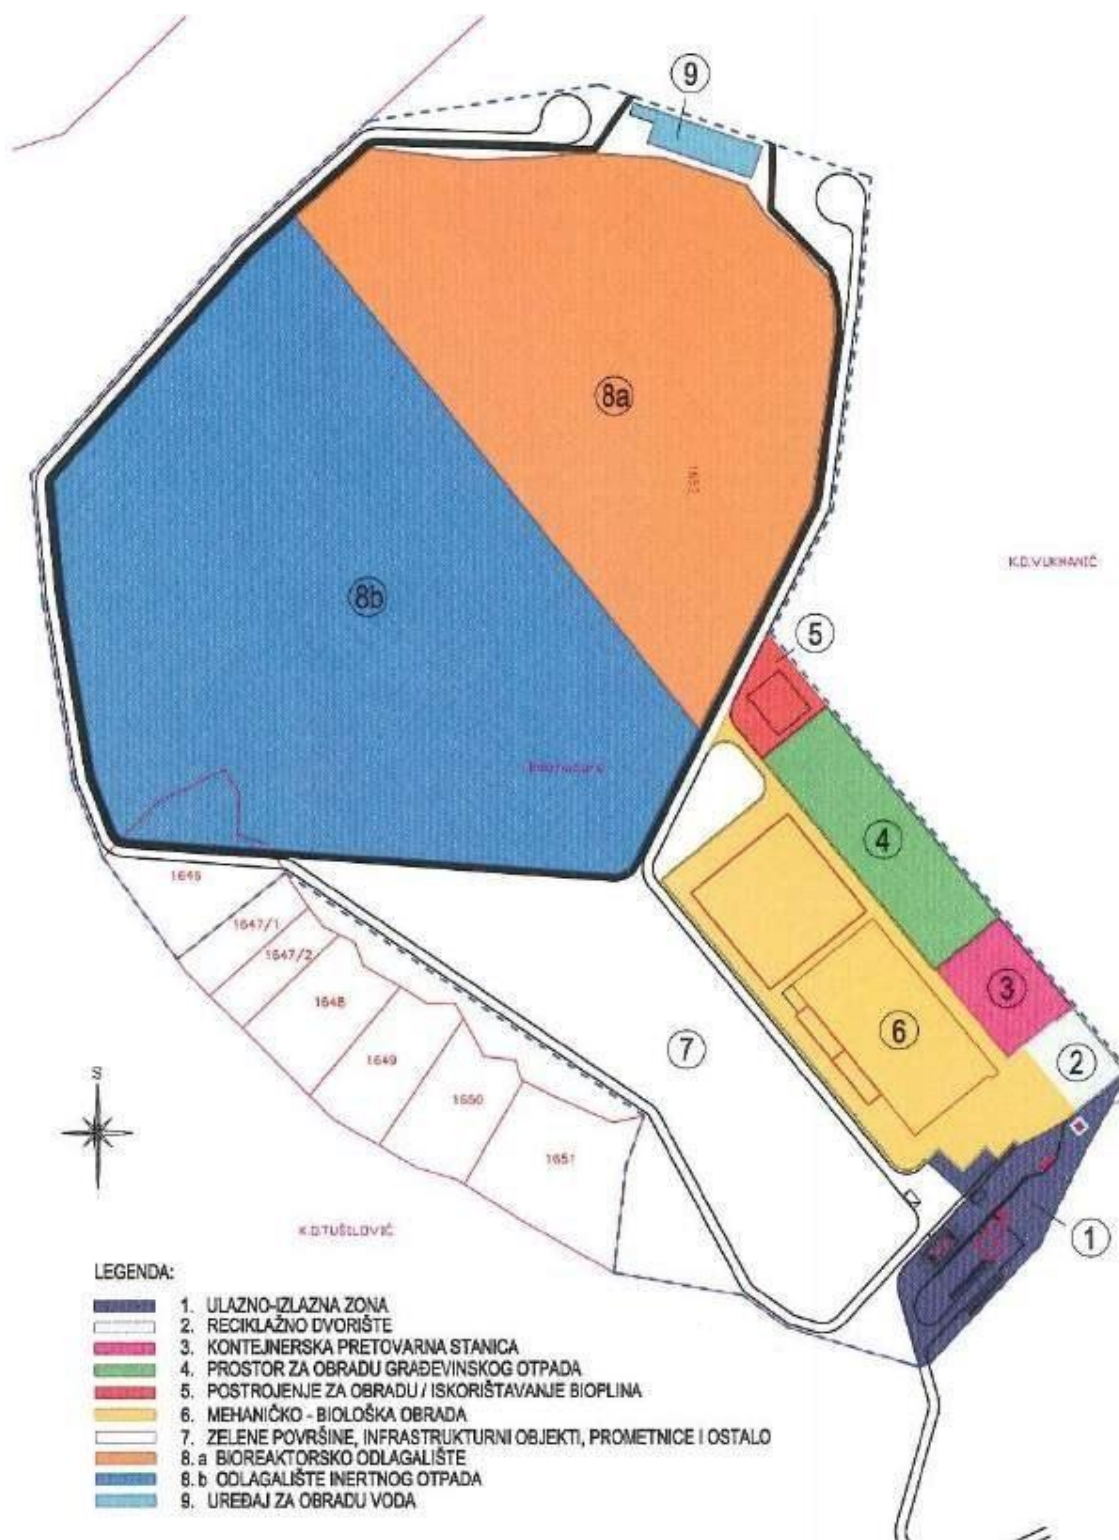 9
8a
1652
K.O.VUKMANIĆ
8b
5
4
1646
1647/1
1647/2
3
1648
6
7
2
1649
S
1650
1651
K.O.TUŠILOVIĆ
1
LEGENDA:
1. ULAZNO-IZLAZNA ZONA
2. RECIKLAŽNO DVORIŠTE
3. KONTEJNERSKA PRETOVARNA STANICA
4. PROSTOR ZA OBRADU GRAĐEVINSKOG OTPADA
5. POSTROJENJE ZA OBRADU / ISKORIŠTAVANJE BIOPLINA
6. MEHANIČKO - BIOLOŠKA OBRADA
7. ZELENE POVRŠINE, INFRASTRUKTURNI OBJEKTI, PROMETNICE I OSTALO
8.a BIOREAKTORSKO ODLAGALIŠTE
8.b ODLAGALIŠTE INERTNOG OTPADA
9. UREĐAJ ZA OBRADU VODA